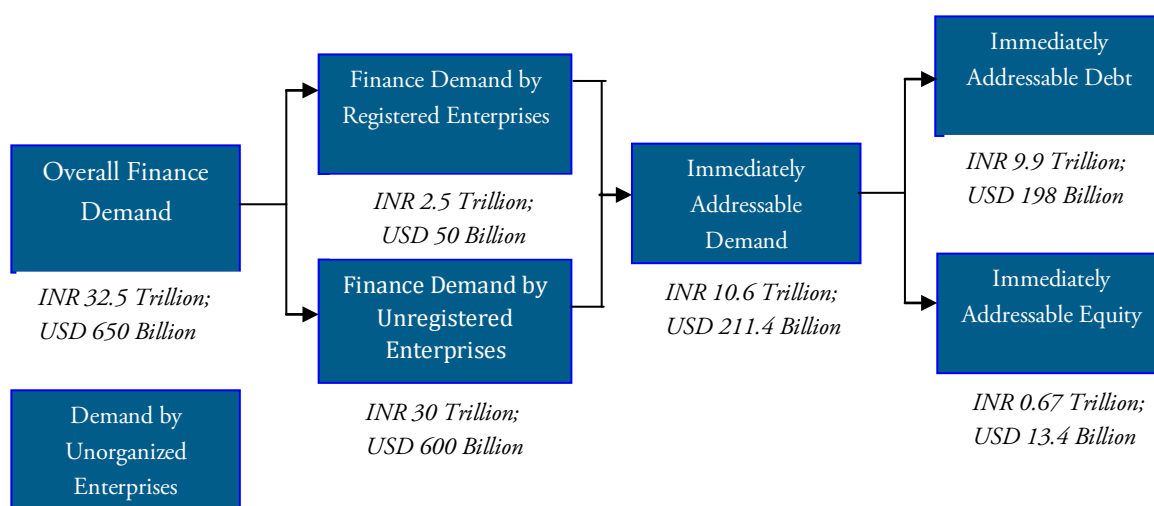 Overall Finance
Demand
INR 32.5 Trillion;
USD 650 Billion
Demand by
Unorganized
Enterprises
Finance Demand by
Registered Enterprises
INR 2.5 Trillion;
USD 50 Billion
Finance Demand by
Unregistered
Enterprises
INR 30 Trillion;
USD 600 Billion
Immediately
Addressable
Demand
INR 10.6 Trillion;
USD 211.4 Billion
Immediately
Addressable Debt
INR 9.9 Trillion;
USD 198 Billion
Immediately
Addressable Equity
INR 0.67 Trillion;
USD 13.4 Billion